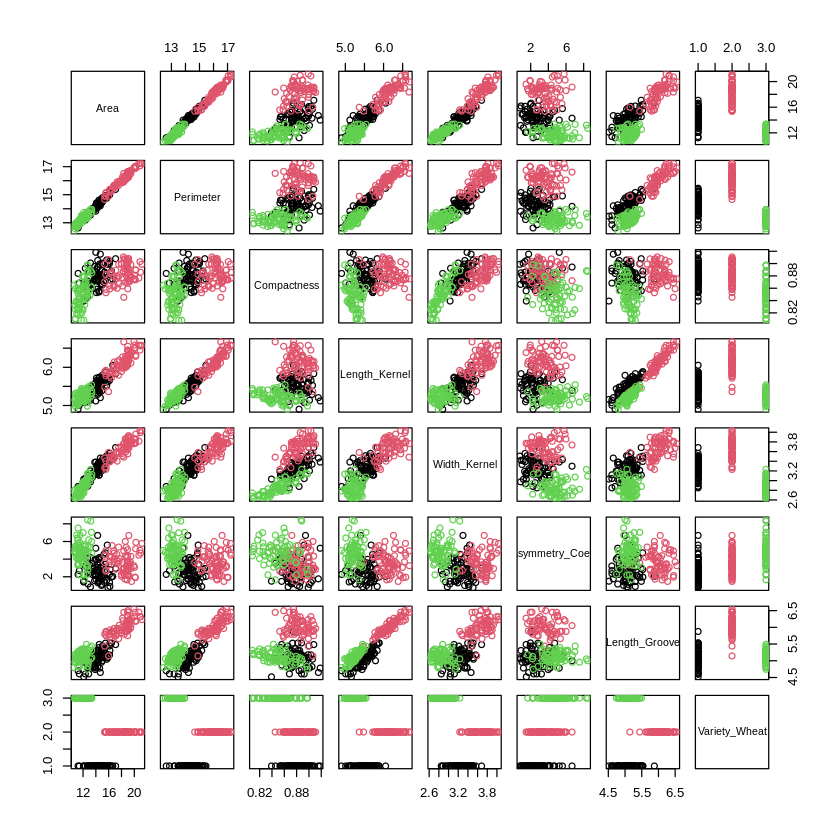 13 15 17
5.0 6.0
2 6
1.0 2.0 3.0
Area
12 16 20
13 15 17
Perimeter
Compactness
0.82 0.88
5.0 6.0
Length_Kernel
Width_Kernel
2.6 3.2 3.8
2 6
symmetry_Coe
Length_Groove
4.5 5.5 6.5
1.0 2.0 3.0
Variety_Wheat
12 16 20
0.82 0.88
2.6 3.2 3.8
4.5 5.5 6.5